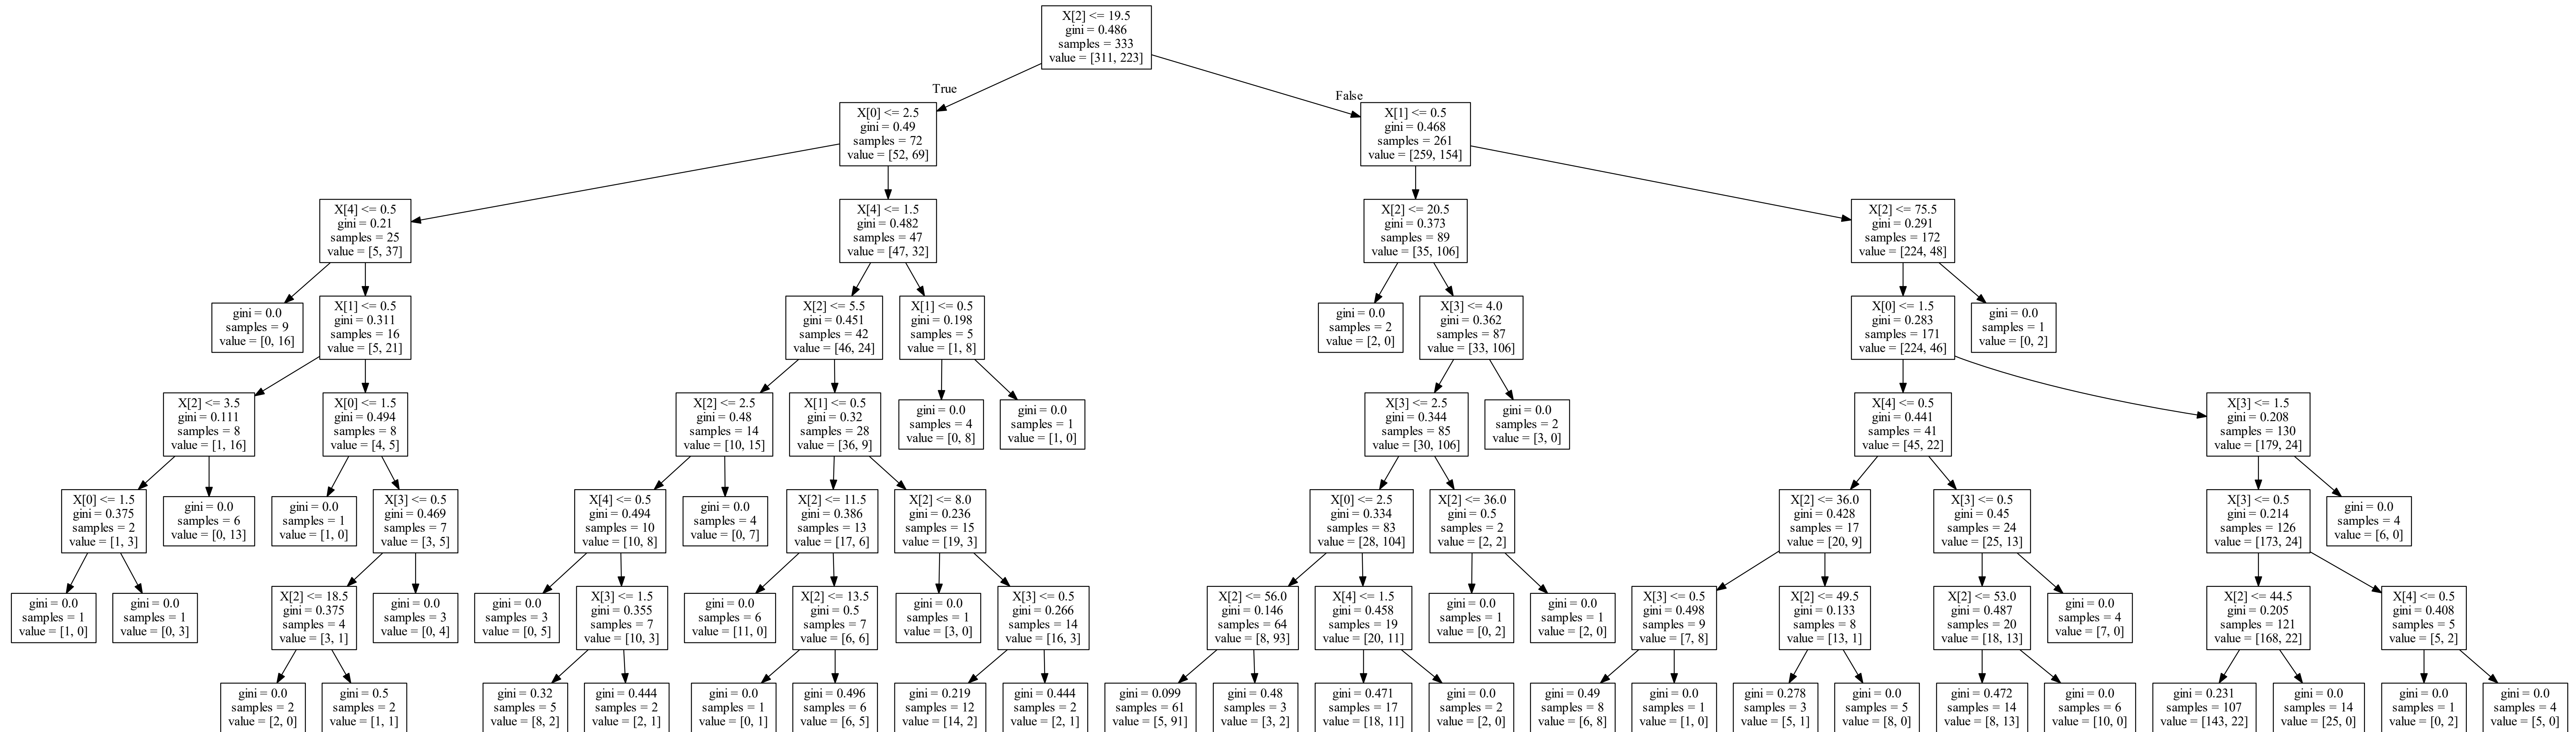 X[2] <= 19.5
gini = 0.486
samples = 333
value = [311, 223]
True
False
X[0] <= 2.5
gini = 0.49
samples = 72
value = [52, 69]
X[1] <= 0.5
gini = 0.468
samples = 261
value = [259, 154]
X[4] <= 0.5
gini = 0.21
samples = 25
value = [5, 37]
X[4] <= 1.5
gini = 0.482
samples = 47
value = [47, 32]
X[2] <= 20.5
gini = 0.373
samples = 89
value = [35, 106]
X[2] <= 75.5
gini = 0.291
samples = 172
value = [224, 48]
gini = 0.0
samples = 9
value = [0, 16]
X[1] <= 0.5
gini = 0.311
samples = 16
value = [5, 21]
X[2] <= 5.5
gini = 0.451
samples = 42
value = [46, 24]
X[1] <= 0.5
gini = 0.198
samples = 5
value = [1, 8]
gini = 0.0
samples = 2
value = [2, 0]
X[3] <= 4.0
gini = 0.362
samples = 87
value = [33, 106]
X[0] <= 1.5
gini = 0.283
samples = 171
value = [224, 46]
gini = 0.0
samples = 1
value = [0, 2]
X[2] <= 3.5
gini = 0.111
samples = 8
value = [1, 16]
X[0] <= 1.5
gini = 0.494
samples = 8
value = [4, 5]
X[2] <= 2.5
gini = 0.48
samples = 14
value = [10, 15]
X[1] <= 0.5
gini = 0.32
samples = 28
value = [36, 9]
gini = 0.0
samples = 4
value = [0, 8]
gini = 0.0
samples = 1
value = [1, 0]
X[3] <= 2.5
gini = 0.344
samples = 85
value = [30, 106]
gini = 0.0
samples = 2
value = [3, 0]
X[4] <= 0.5
gini = 0.441
samples = 41
value = [45, 22]
X[3] <= 1.5
gini = 0.208
samples = 130
value = [179, 24]
X[0] <= 1.5
gini = 0.375
samples = 2
value = [1, 3]
gini = 0.0
samples = 6
value = [0, 13]
gini = 0.0
samples = 1
value = [1, 0]
X[3] <= 0.5
gini = 0.469
samples = 7
value = [3, 5]
X[4] <= 0.5
gini = 0.494
samples = 10
value = [10, 8]
gini = 0.0
samples = 4
value = [0, 7]
X[2] <= 11.5
gini = 0.386
samples = 13
value = [17, 6]
X[2] <= 8.0
gini = 0.236
samples = 15
value = [19, 3]
X[0] <= 2.5
gini = 0.334
samples = 83
value = [28, 104]
X[2] <= 36.0
gini = 0.5
samples = 2
value = [2, 2]
X[2] <= 36.0
gini = 0.428
samples = 17
value = [20, 9]
X[3] <= 0.5
gini = 0.45
samples = 24
value = [25, 13]
X[3] <= 0.5
gini = 0.214
samples = 126
value = [173, 24]
gini = 0.0
samples = 4
value = [6, 0]
gini = 0.0
samples = 1
value = [1, 0]
gini = 0.0
samples = 1
value = [0, 3]
X[2] <= 18.5
gini = 0.375
samples = 4
value = [3, 1]
gini = 0.0
samples = 3
value = [0, 4]
gini = 0.0
samples = 3
value = [0, 5]
X[3] <= 1.5
gini = 0.355
samples = 7
value = [10, 3]
gini = 0.0
samples = 6
value = [11, 0]
X[2] <= 13.5
gini = 0.5
samples = 7
value = [6, 6]
gini = 0.0
samples = 1
value = [3, 0]
X[3] <= 0.5
gini = 0.266
samples = 14
value = [16, 3]
X[2] <= 56.0
gini = 0.146
samples = 64
value = [8, 93]
X[4] <= 1.5
gini = 0.458
samples = 19
value = [20, 11]
gini = 0.0
samples = 1
value = [0, 2]
gini = 0.0
samples = 1
value = [2, 0]
X[3] <= 0.5
gini = 0.498
samples = 9
value = [7, 8]
X[2] <= 49.5
gini = 0.133
samples = 8
value = [13, 1]
X[2] <= 53.0
gini = 0.487
samples = 20
value = [18, 13]
gini = 0.0
samples = 4
value = [7, 0]
X[2] <= 44.5
gini = 0.205
samples = 121
value = [168, 22]
X[4] <= 0.5
gini = 0.408
samples = 5
value = [5, 2]
gini = 0.0
samples = 2
value = [2, 0]
gini = 0.5
samples = 2
value = [1, 1]
gini = 0.32
samples = 5
value = [8, 2]
gini = 0.444
samples = 2
value = [2, 1]
gini = 0.0
samples = 1
value = [0, 1]
gini = 0.496
samples = 6
value = [6, 5]
gini = 0.219
samples = 12
value = [14, 2]
gini = 0.444
samples = 2
value = [2, 1]
gini = 0.099
samples = 61
value = [5, 91]
gini = 0.48
samples = 3
value = [3, 2]
gini = 0.471
samples = 17
value = [18, 11]
gini = 0.0
samples = 2
value = [2, 0]
gini = 0.49
samples = 8
value = [6, 8]
gini = 0.0
samples = 1
value = [1, 0]
gini = 0.278
samples = 3
value = [5, 1]
gini = 0.0
samples = 5
value = [8, 0]
gini = 0.472
samples = 14
value = [8, 13]
gini = 0.0
samples = 6
value = [10, 0]
gini = 0.231
samples = 107
value = [143, 22]
gini = 0.0
samples = 14
value = [25, 0]
gini = 0.0
samples = 1
value = [0, 2]
gini = 0.0
samples = 4
value = [5, 0]